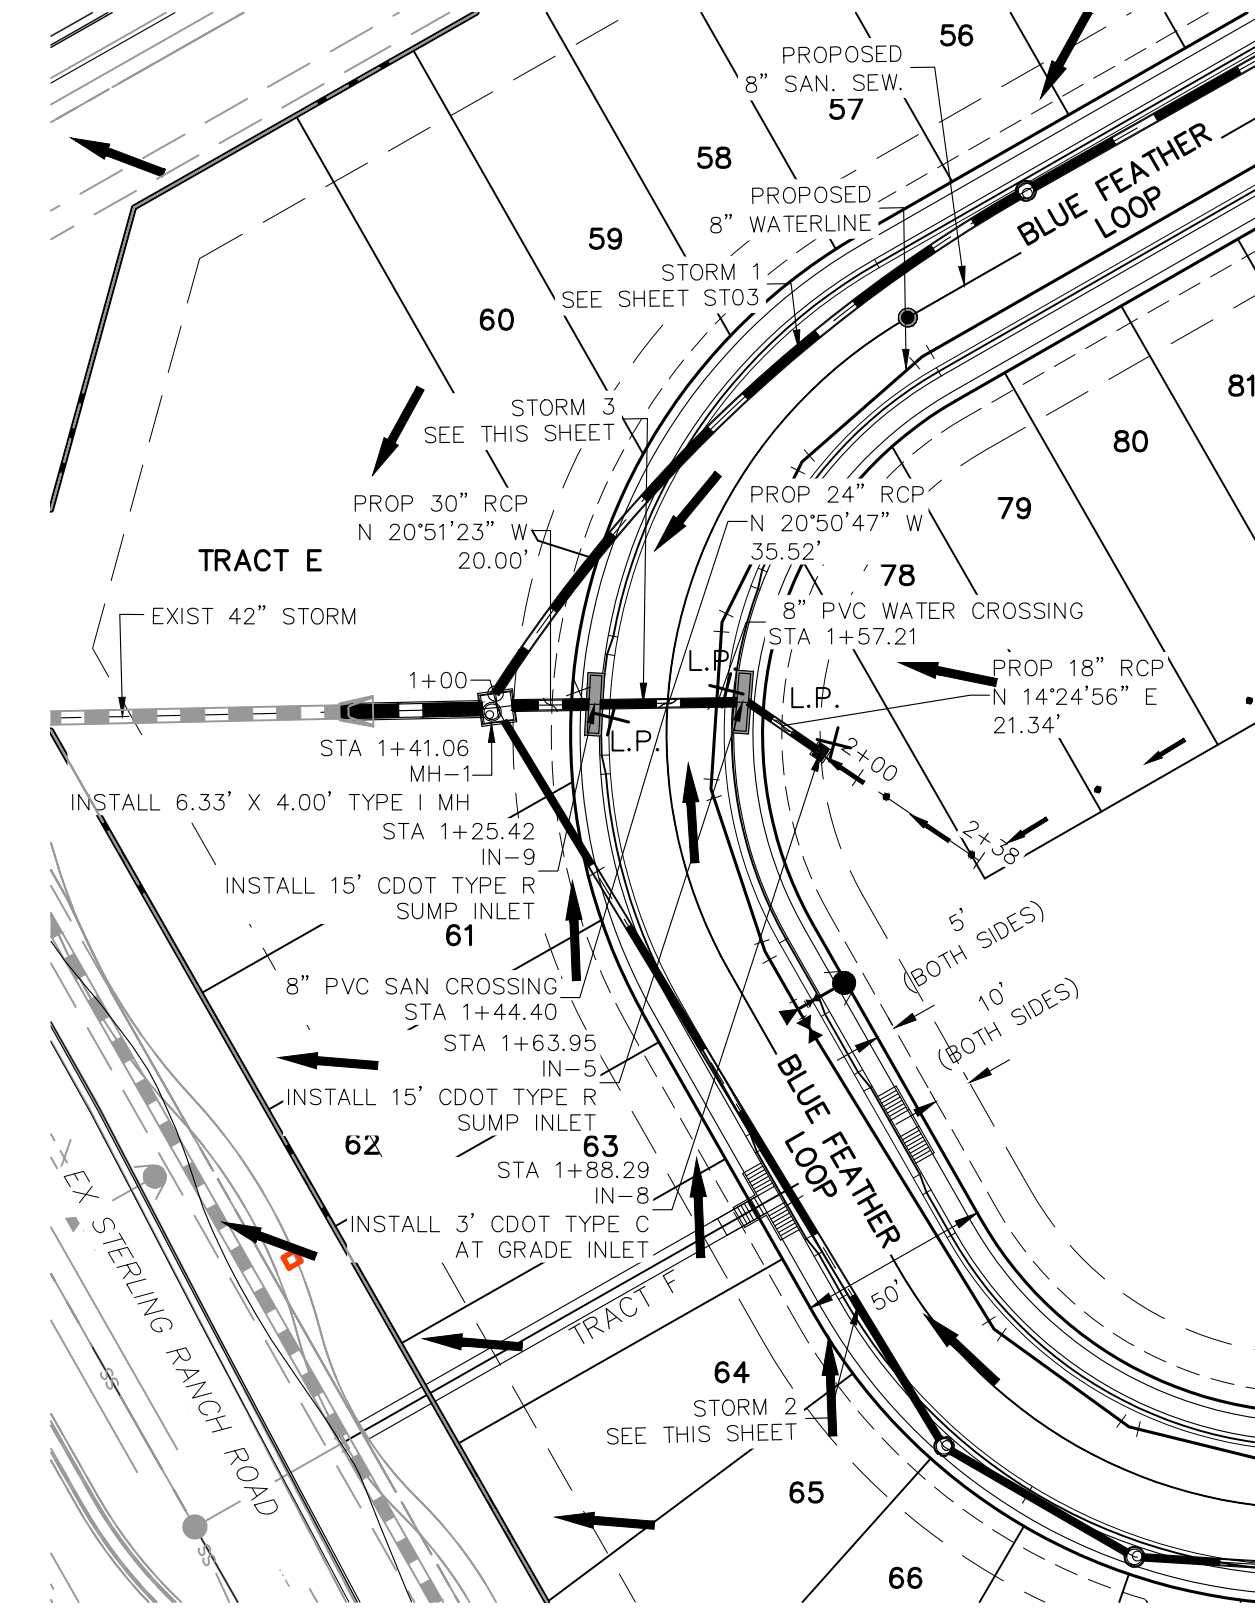 56
PROPOSED
8" SAN. SEW.
57
58
PROPOSED
8" WATERLINE
BLUE FEATHER
LOOP
59
STORM 1
SEE SHEET ST03
60
81
STORM 3
SEE THIS SHEET
80
PROP 30" RCP
N 20°51'23" W
20.00'
PROP 24" RCP
N 20°50'47" W
35.52'
79
TRACT E
78
EXIST 42" STORM
8" PVC WATER CROSSING
STA 1+57.21
L.P.
PROP 18" RCP
N 14°24'56" E
21.34'
1+00
L.P.
L.P.
2+00
STA 1+41.06
MH-1
INSTALL 6.33' X 4.00' TYPE I MH
STA 1+25.42
IN-9
INSTALL 15' CDOT TYPE R
SUMP INLET
2+38
61
5'
(BOTH SIDES)
10'
(BOTH SIDES)
8" PVC SAN CROSSING
STA 1+44.40
STA 1+63.95
IN-5
INSTALL 15' CDOT TYPE R
SUMP INLET
BLUE FEATHER
LOOP
62
63
STA 1+88.29
IN-8
INSTALL 3' CDOT TYPE C
AT GRADE INLET
EX STERLING RANCH ROAD
TRACT F
50'
SS
64
STORM 2
SEE THIS SHEET
65
SS
66